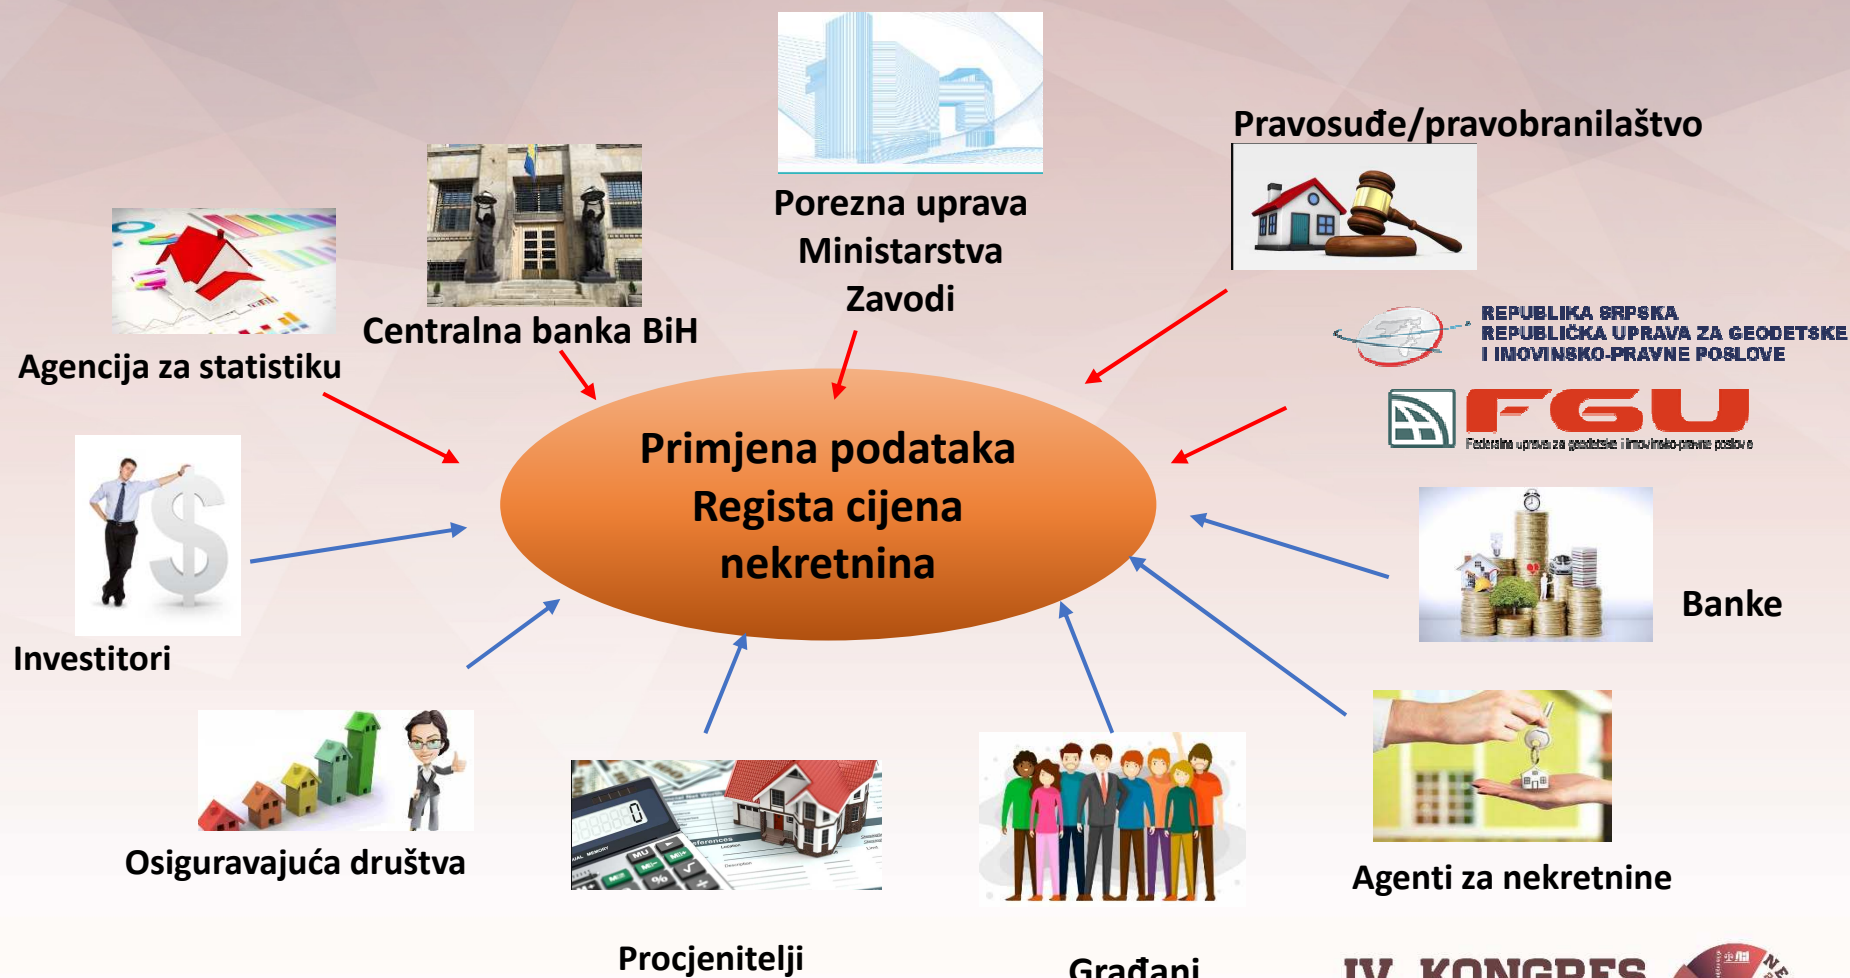 Pravosuđe/pravobranilaštvo
Porezna uprava
Ministarstva
Zavodi
Centralna banka BiH
Agencija za statistiku
REPUBLIKA SRPSKA
REPUBLIČKA UPRAVA ZA GEODETSKE
I IMOVINSKO-PRAVNE POSLOVE
FGU
Federalna uprava za geodetske i imovinsko-pravne poslove
Primjena podataka
Regista cijena
nekretnina
Banke
Investitori
Osiguravajuća društva
Agenti za nekretnine
Procjenitelji
Građani
IV KONGRES